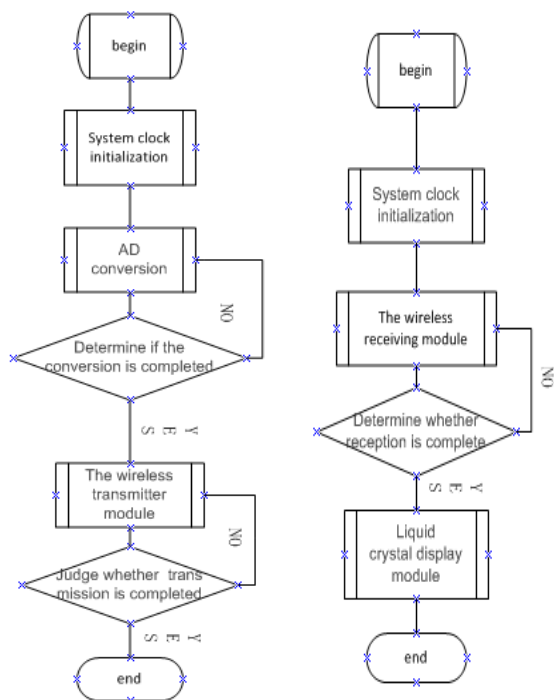 begin
System clock
initialization
AD
conversion
NO
Determine if the
conversion is completed
YES
The wireless
transmitter
module
NO
Judge whether trans
mission is completed
YES
end
begin
System clock
initialization
The wireless
receiving module
NO
Determine whether
reception is complete
YES
Liquid
crystal display
module
end